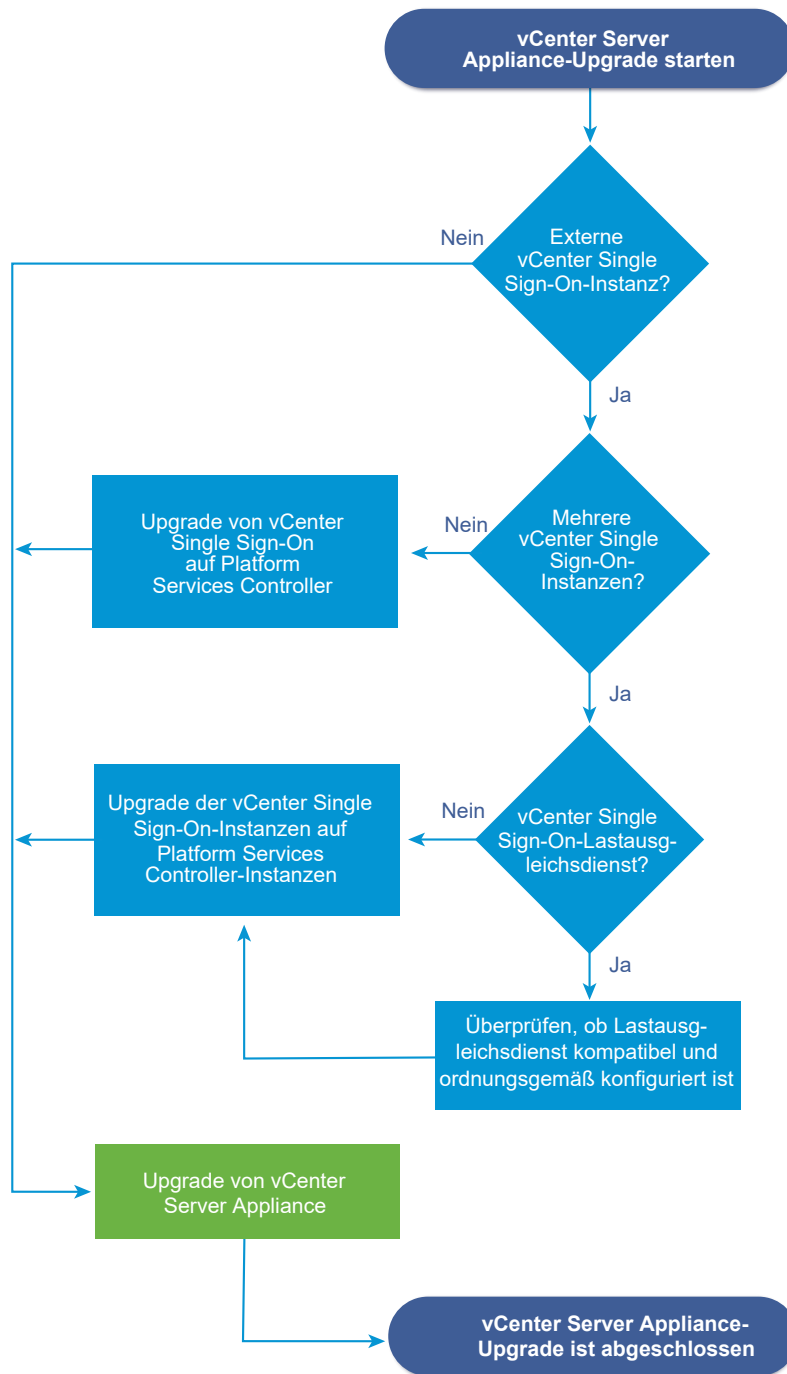 vCenter Server
Appliance-Upgrade starten
Nein
Externe
vCenter Single
Sign-On-Instanz?
Ja
Upgrade von vCenter
Single Sign-On
auf Platform
Services Controller
Nein
Mehrere
vCenter Single
Sign-On-
Instanzen?
Ja
Upgrade der vCenter Single
Sign-On-Instanzen auf
Platform Services
Controller-Instanzen
Nein
vCenter Single
Sign-On-Lastausg-
leichsdienst?
Ja
Überprüfen, ob Lastausg-
leichsdienst kompatibel und
ordnungsgemäß konfiguriert ist
Upgrade von vCenter
Server Appliance
vCenter Server Appliance-
Upgrade ist abgeschlossen